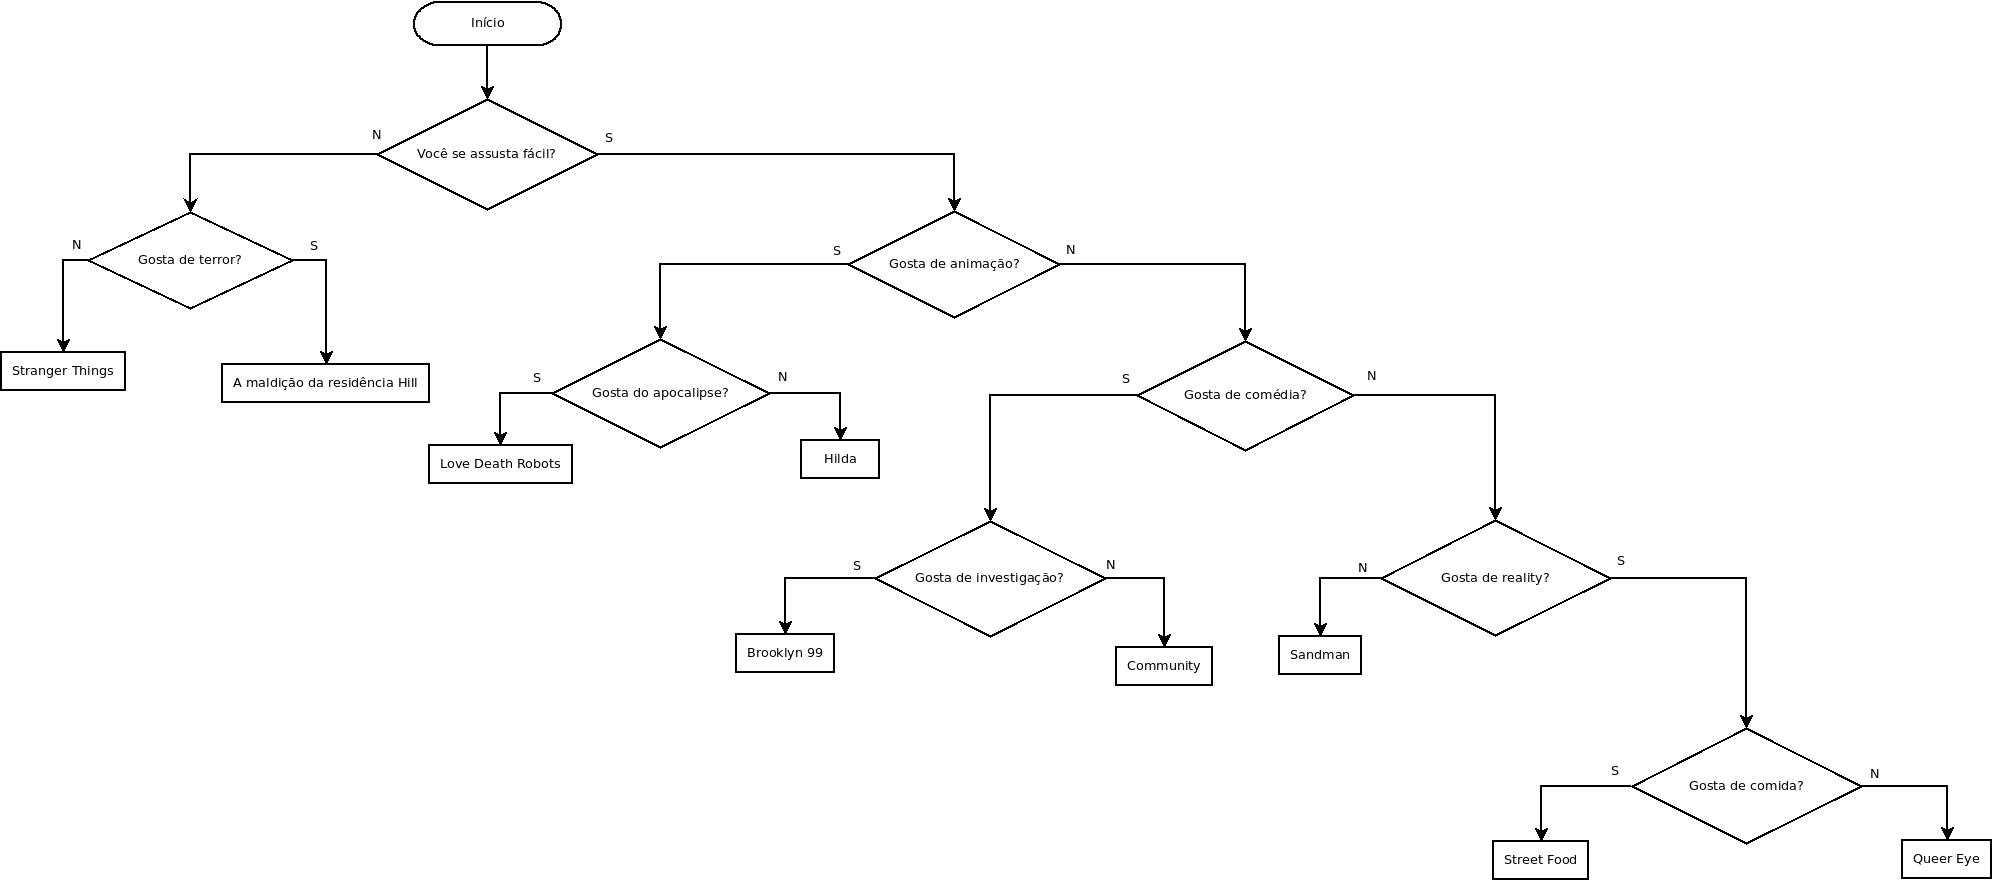 Início
Você se assusta fácil?
N
S
Gosta de terror?
N
S
Stranger Things
A maldição da residência Hill
Gosta de animação?
S
N
Gosta do apocalipse?
S
N
Love Death Robots
Hilda
Gosta de comédia?
S
N
Gosta de investigação?
S
N
Brooklyn 99
Community
Gosta de reality?
N
S
Sandman
Gosta de comida?
S
N
Street Food
Queer Eye